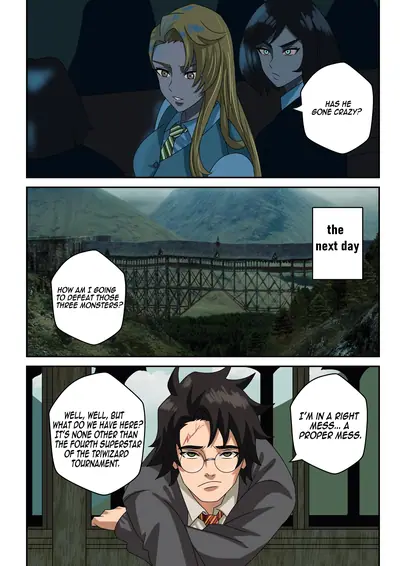 HAS HE
GONE CRAZY?
the
next day
HOW AM I GOING
TO DEFEAT THOSE
THREE MONSTERS?
I'M IN A RIGHT
MESS... A
PROPER MESS.
WELL, WELL, BUT
WHAT DO WE HAVE HERE?
IT'S NONE OTHER THAN
THE FOURTH SUPERSTAR
OF THE TRIWIZARD
TOURNAMENT.